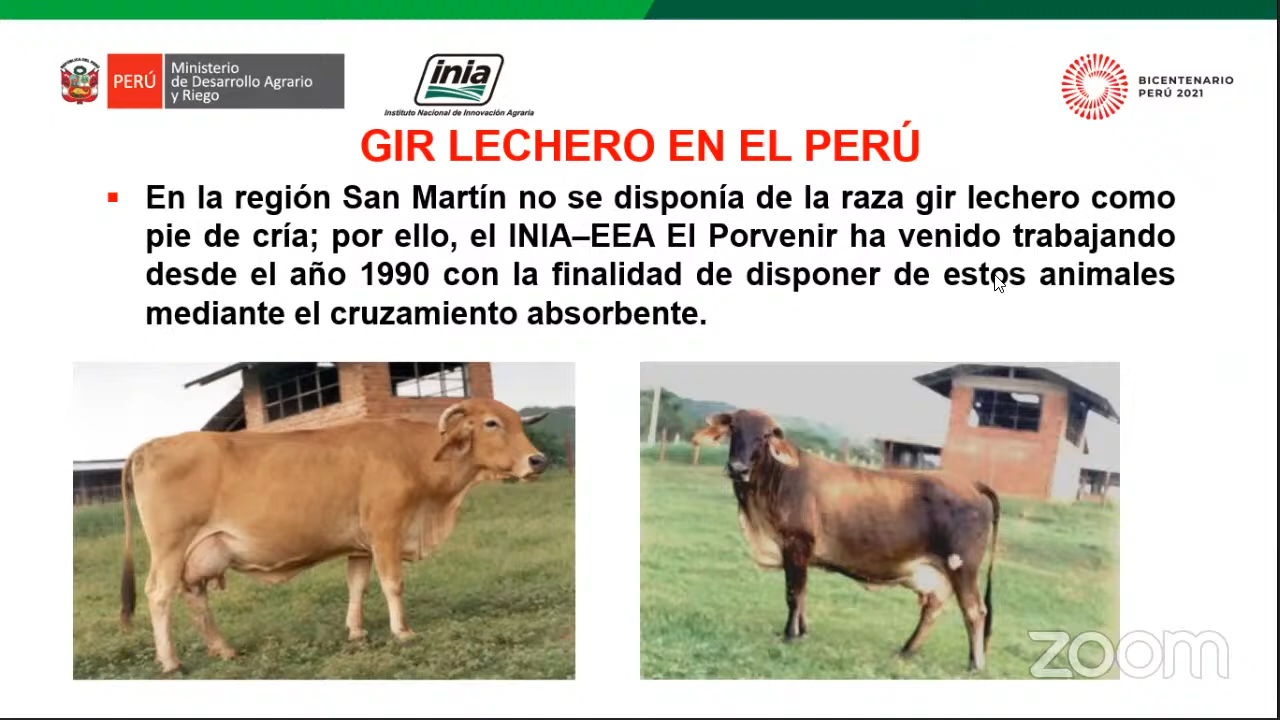 PERÚ
Ministerio
de Desarrollo Agrario
y Riego
inia
Instituto Nacional de Innovación Agraria
BICENTENARIO
PERÚ 2021
GIR LECHERO EN EL PERÚ
▪ En la región San Martín no se disponía de la raza gir lechero como
pie de cría; por ello, el INIA–EEA El Porvenir ha venido trabajando
desde el año 1990 con la finalidad de disponer de estos animales
mediante el cruzamiento absorbente.
zoom